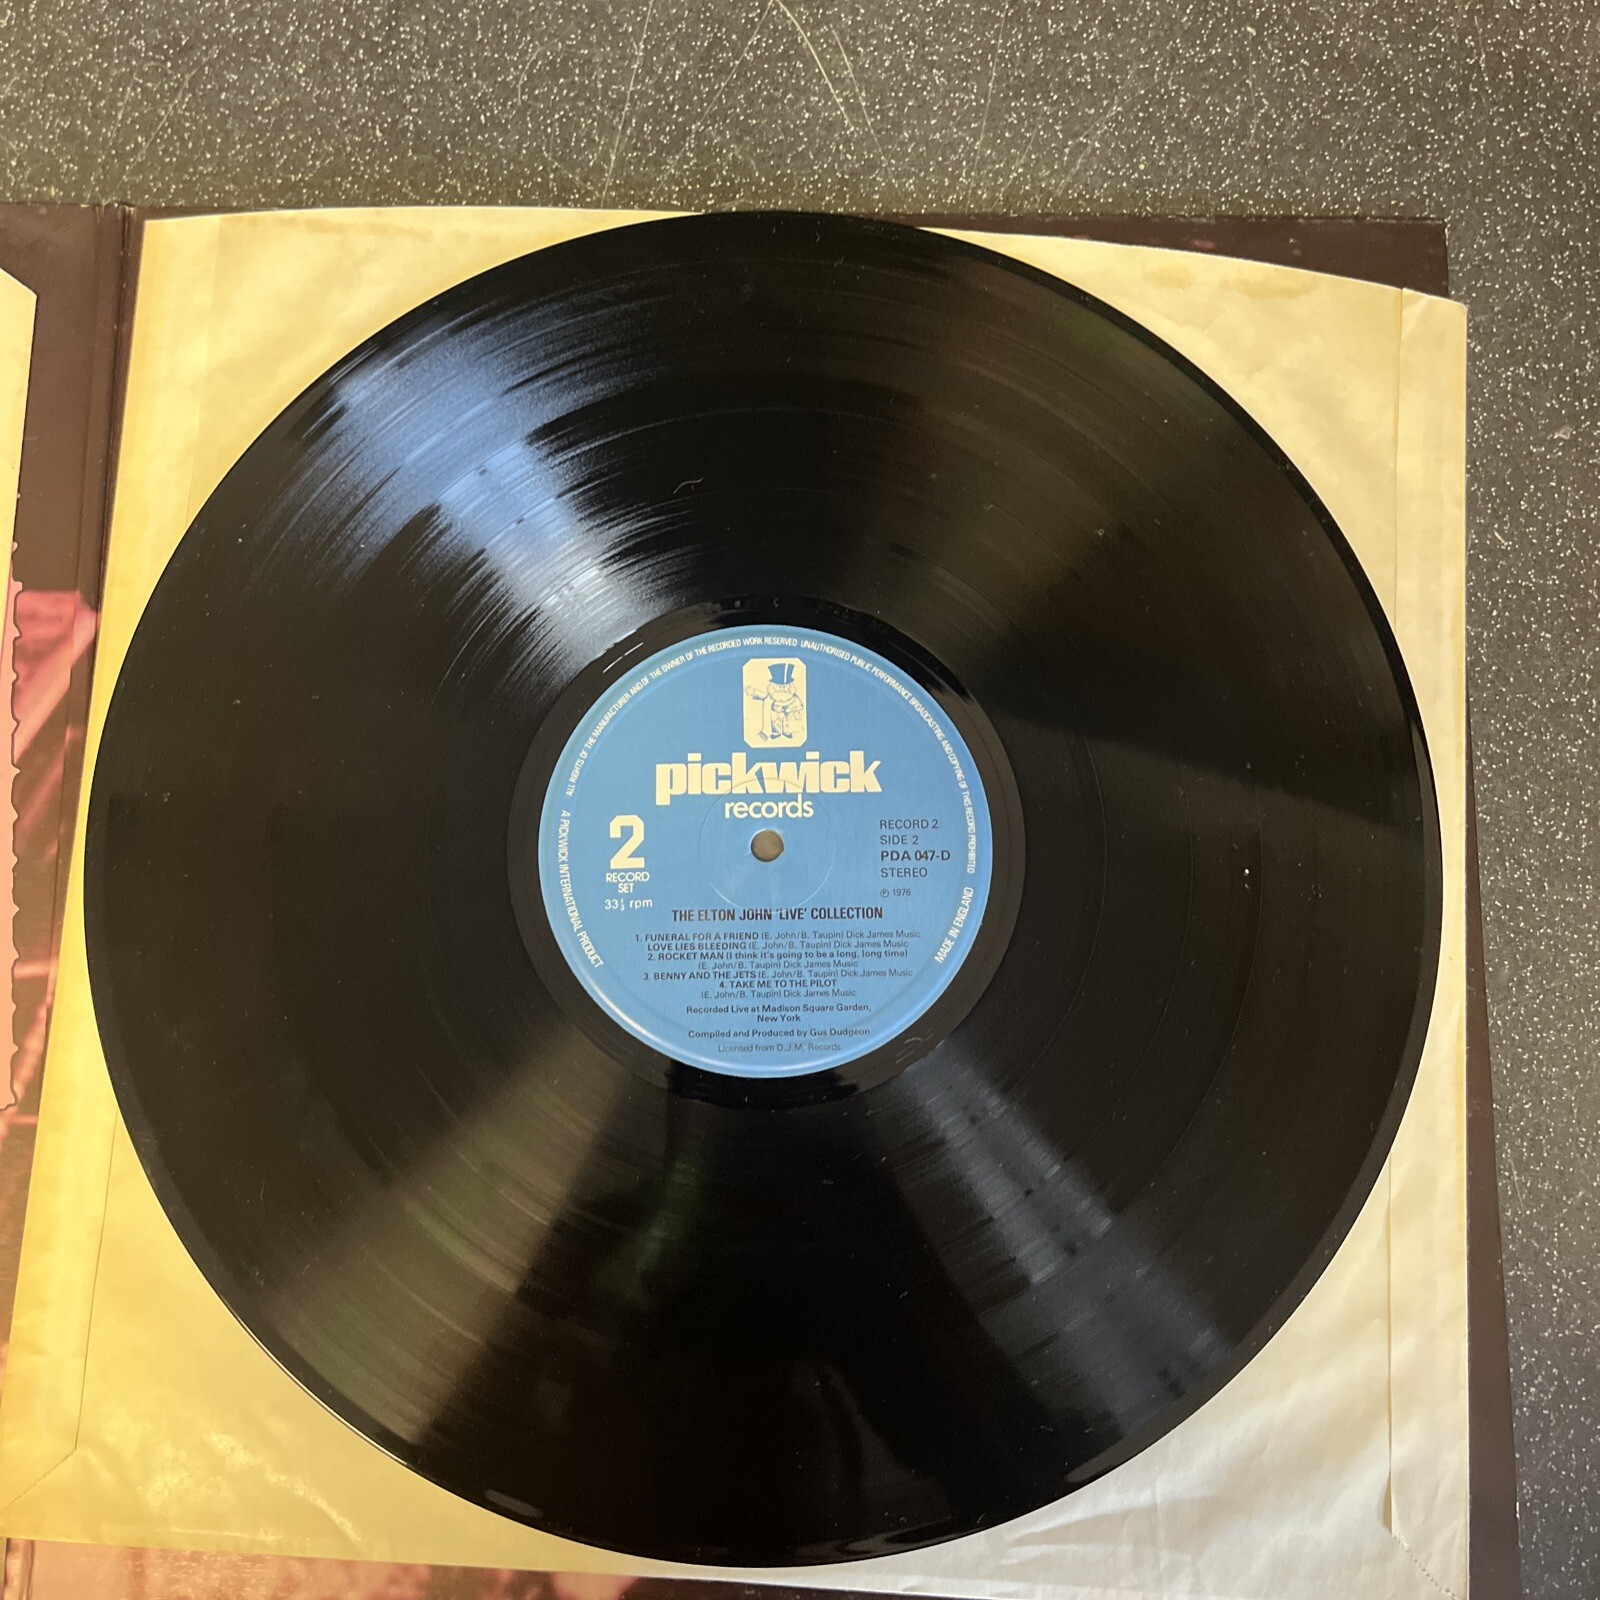 ALL RIGHTS OF THE MANUFACTURER AND OF THE OWNER OF THE RECORDED WORK RESERVED UNAUTHORISED PUBLIC PERFORMANCE BROADCASTING AND COPYING OF THIS RECORD PROHIBITED
MADE IN ENGLAND
A PICKWICK INTERNATIONAL PRODUCT
pickwick
records
2
RECORD
SET
33⅓ rpm
RECORD 2
SIDE 2
PDA 047-D
STEREO
℗ 1976
THE ELTON JOHN 'LIVE' COLLECTION
1. FUNERAL FOR A FRIEND (E. John/B. Taupin) Dick James Music
LOVE LIES BLEEDING (E. John/B. Taupin) Dick James Music
2. ROCKET MAN (I think it's going to be a long, long time)
(E. John/B. Taupin) Dick James Music
3. BENNY AND THE JETS (E. John/B. Taupin) Dick James Music
4. TAKE ME TO THE PILOT
(E. John/B. Taupin) Dick James Music
Recorded Live at Madison Square Garden,
New York
Compiled and Produced by Gus Dudgeon
Licensed from D.J.M. Records